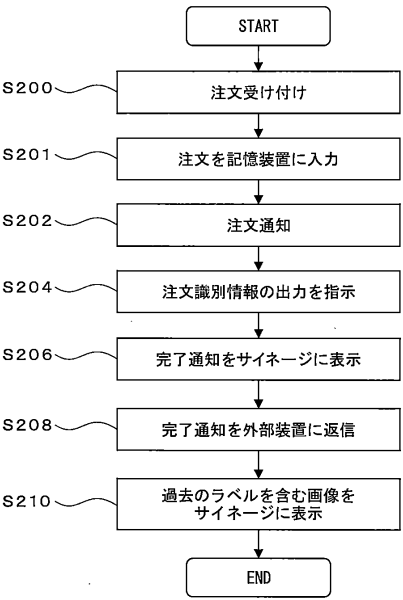 START
S200 注文受け付け
S201 注文を記憶装置に入力
S202 注文通知
S204 注文識別情報の出力を指示
S206 完了通知をサイネージに表示
S208 完了通知を外部装置に返信
S210 過去のラベルを含む画像を
サイネージに表示
END